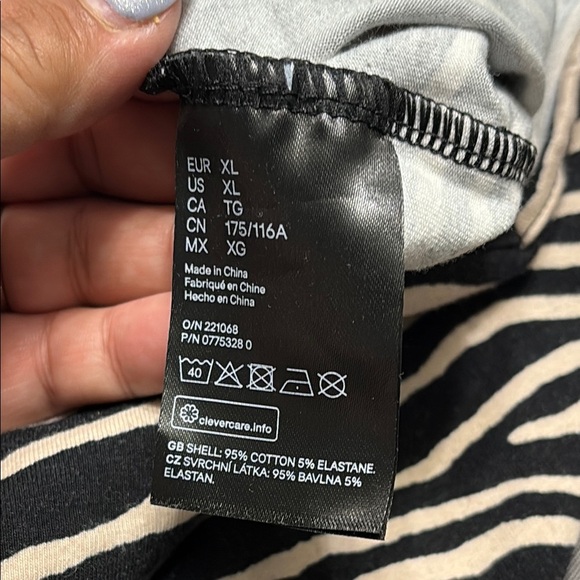 EUR XL
US XL
CA TG
CN 175/116A
MX XG
Made in China
Fabriqué en Chine
Hecho en China
O/N 221068
P/N 0775328 0
40
clevercare.info
GB SHELL: 95% COTTON 5% ELASTANE.
CZ SVRCHNÍ LÁTKA: 95% BAVLNA 5%
ELASTAN.